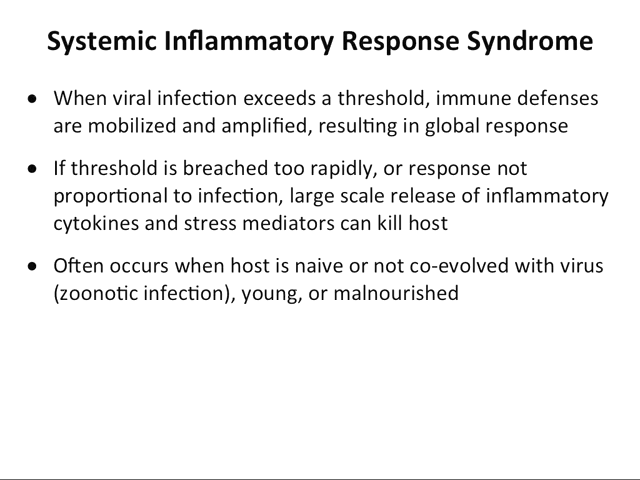 Systemic Inflammatory Response Syndrome
● When viral infection exceeds a threshold, immune defenses
are mobilized and amplified, resulting in global response
● If threshold is breached too rapidly, or response not
proportional to infection, large scale release of inflammatory
cytokines and stress mediators can kill host
● Often occurs when host is naive or not co-evolved with virus
(zoonotic infection), young, or malnourished